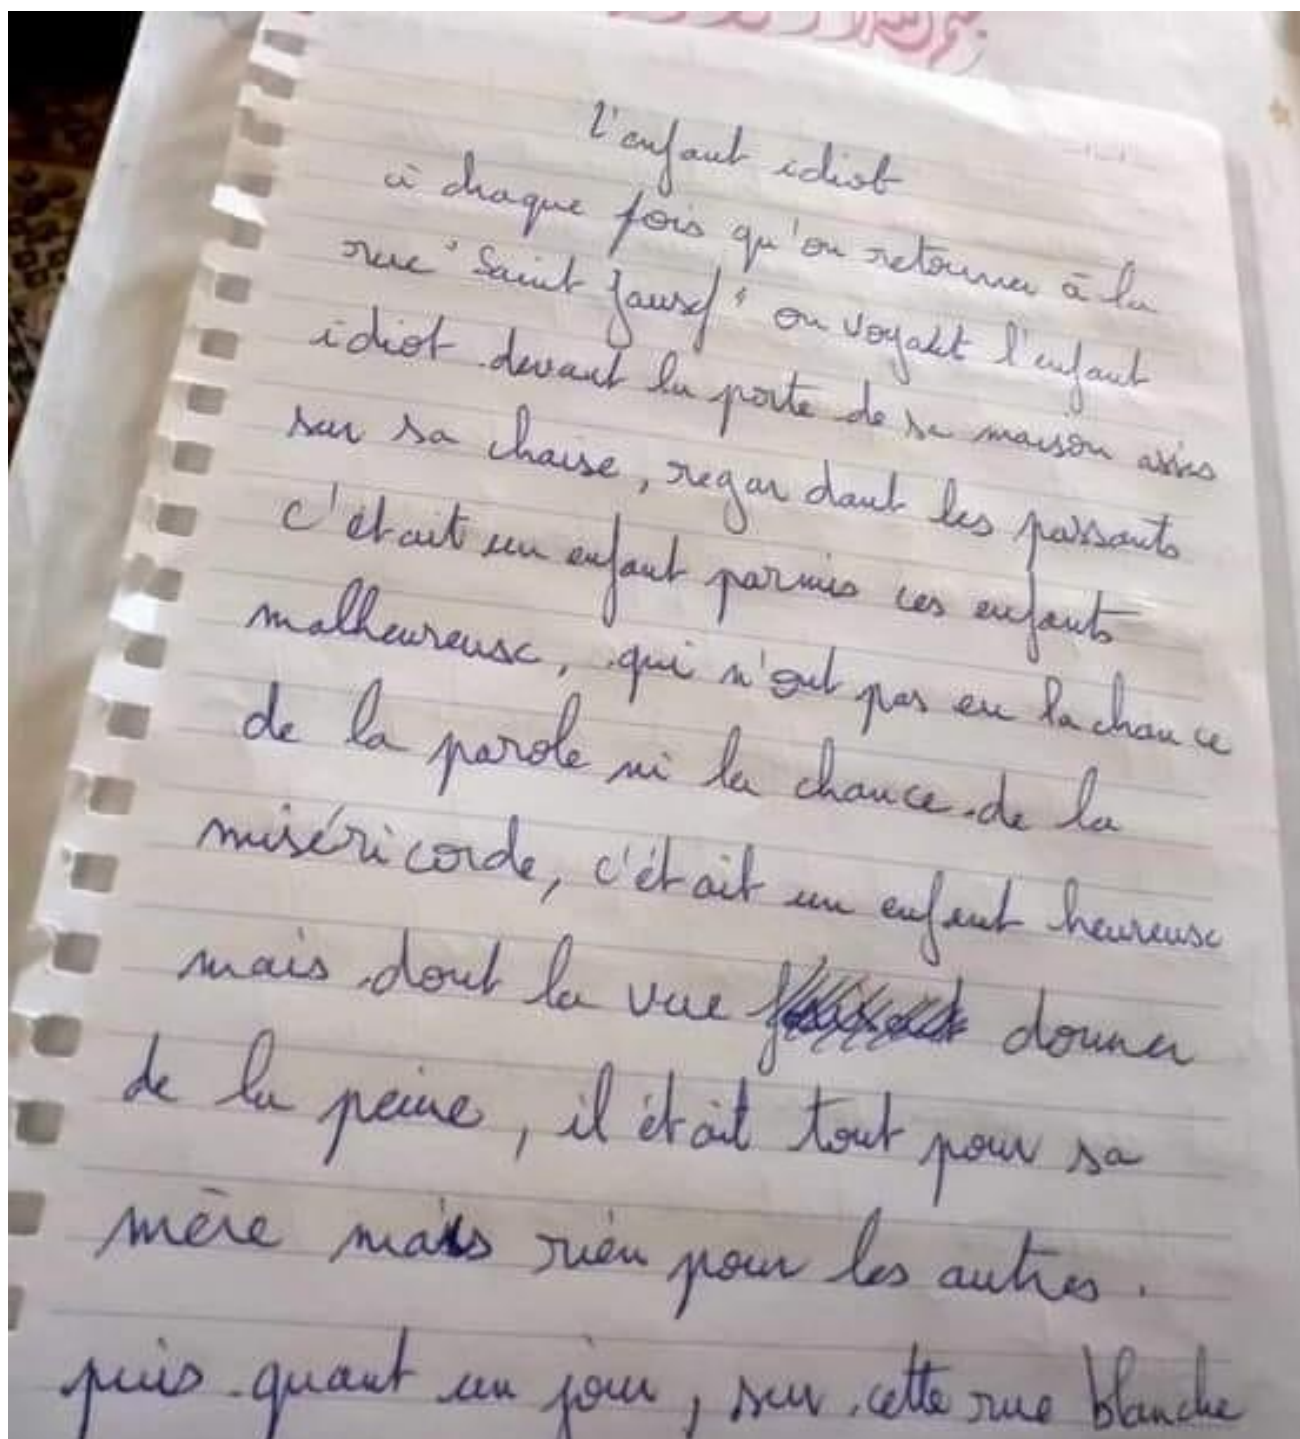 L'enfant idiot
à chaque fois qu'on retourner à la
rue "Saint Jausef" on voyait l'enfant
idiot devant la porte de sa maison assis
sur sa chaise, regardant les passants
c'était un enfant parmis ces enfants
malheureuse, qui n'ont pas eu la chance
de la parole ni la chance de la
miséricorde, c'était un enfant heureuse
mais dont la vue donner
de la peine, il était tout pour sa
mère mais rien pour les autres.
puis quant un jour, sur cette rue blanche